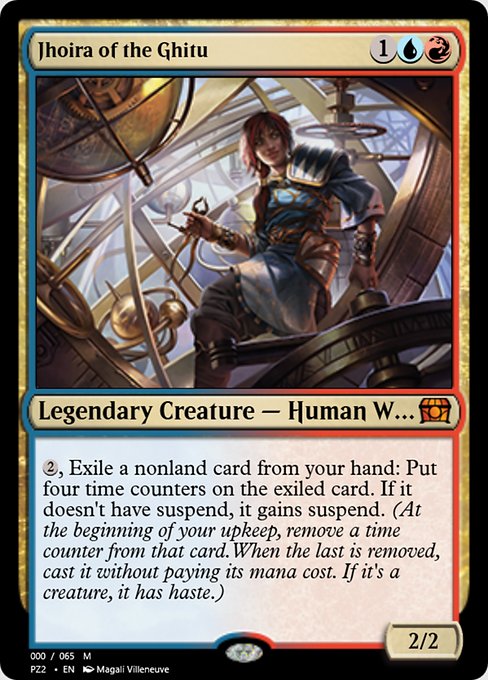 Jhoira of the Ghitu 1
Legendary Creature — Human W...
2, Exile a nonland card from your hand: Put
four time counters on the exiled card. If it
doesn't have suspend, it gains suspend. (At
the beginning of your upkeep, remove a time
counter from that card.When the last is removed,
cast it without paying its mana cost. If it's a
creature, it has haste.)
2/2
000 / 065 M
PZ2 • EN Magali Villeneuve